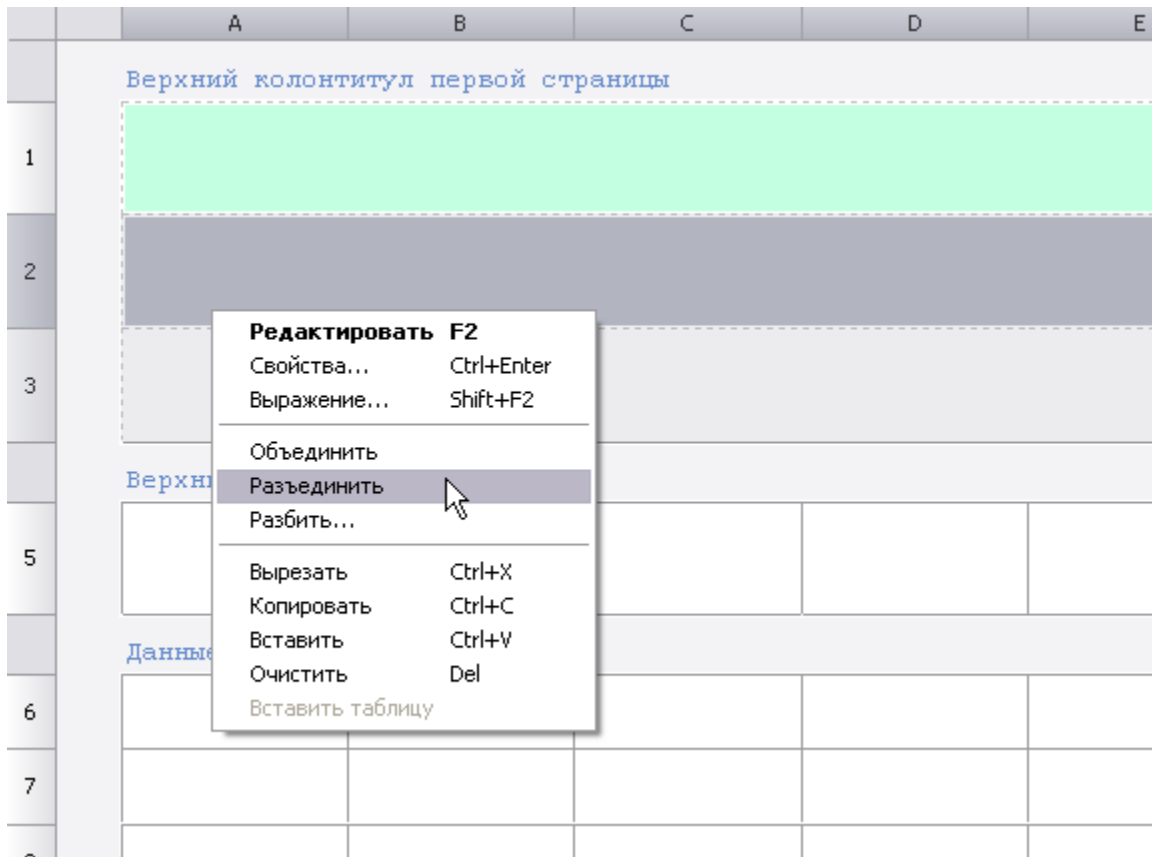 A B C D E
Верхний колонтитул первой страницы
1
2
Редактировать F2
Свойства... Ctrl+Enter
3
Выражение... Shift+F2
Объединить
Разъединить
Разбить...
5
Вырезать Ctrl+X
Копировать Ctrl+C
Вставить Ctrl+V
Данные
Очистить Del
6
Вставить таблицу
7